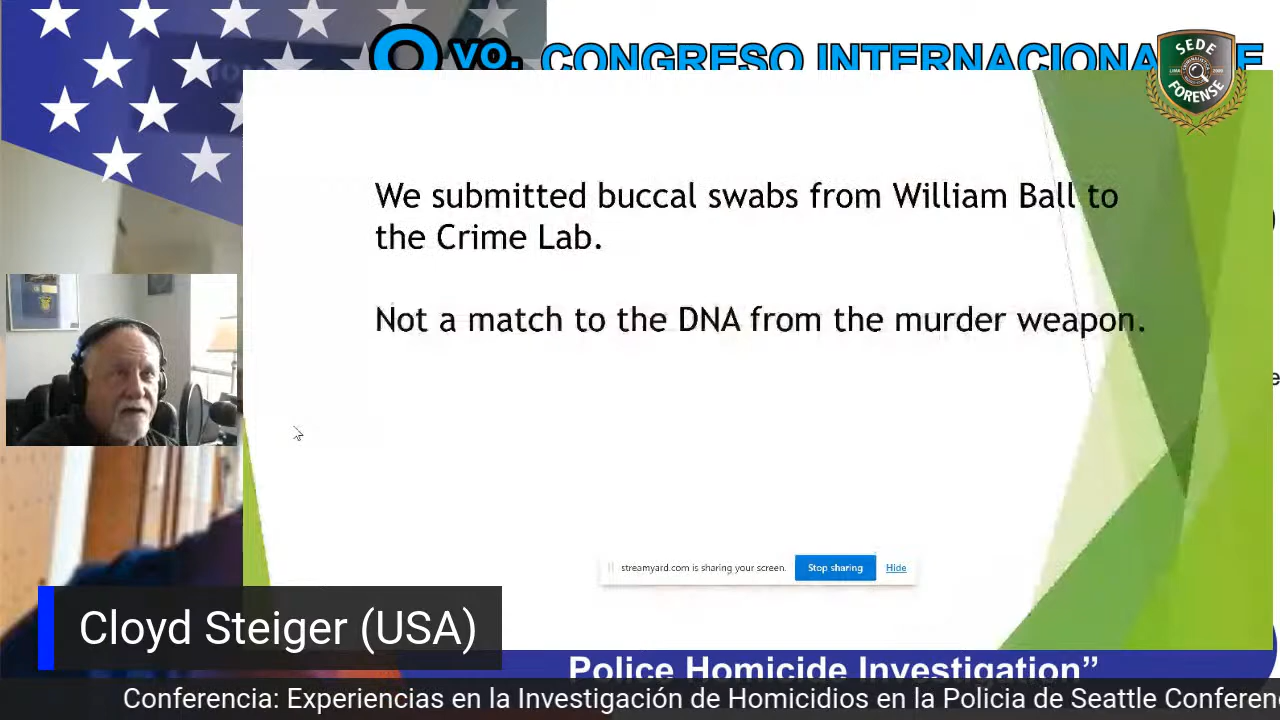 vo. CONGRESO INTERNACIONA
SEDE
FORENSE
We submitted buccal swabs from William Ball to
the Crime Lab.
Not a match to the DNA from the murder weapon.
streamyard.com is sharing your screen.
Stop sharing
Hide
Cloyd Steiger (USA)
Police Homicide Investigation”
Conferencia: Experiencias en la Investigación de Homicidios en la Policia de Seattle Conferen